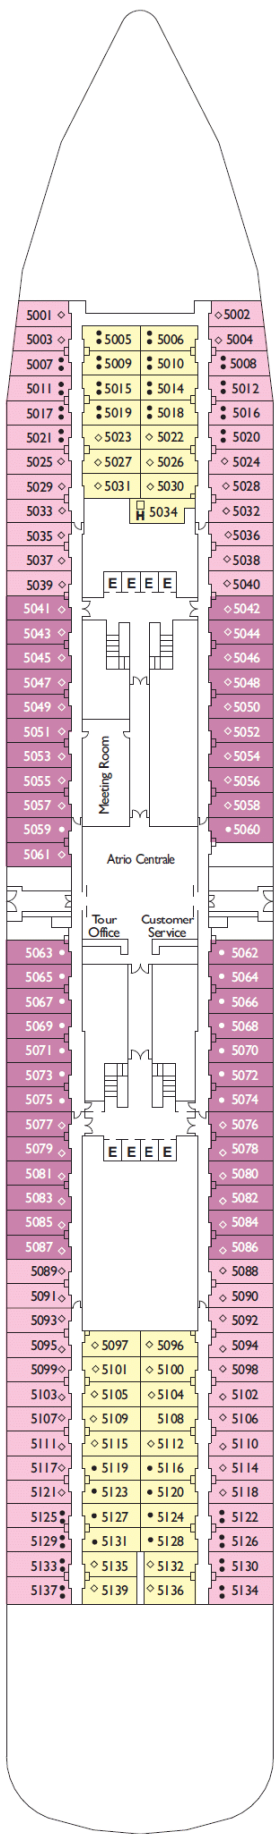 5001 5002
5003 5005 5006 5004
5007 5009 5010 5008
5011 5015 5014 5012
5017 5019 5018 5016
5021 5023 5022 5020
5025 5027 5026 5024
5029 5031 5030 5028
5033 H 5034 5032
5035 5036
5037 5038
5039 E E E E 5040
5041 5042
5043 5044
5045 5046
5047 5048
5049 5050
5051 5052
5053 5054
5055 Meeting Room 5056
5057 5058
5059 5060
5061 Atrio Centrale
Tour Customer
Office Service
5063 5062
5065 5064
5067 5066
5069 5068
5071 5070
5073 5072
5075 5074
5077 5076
5079 E E E E 5078
5081 5080
5083 5082
5085 5084
5087 5086
5089 5088
5091 5090
5093 5092
5095 5097 5096 5094
5099 5101 5100 5098
5103 5105 5104 5102
5107 5109 5108 5106
5111 5115 5112 5110
5117 5119 5116 5114
5121 5123 5120 5118
5125 5127 5124 5122
5129 5131 5128 5126
5133 5135 5132 5130
5137 5139 5136 5134